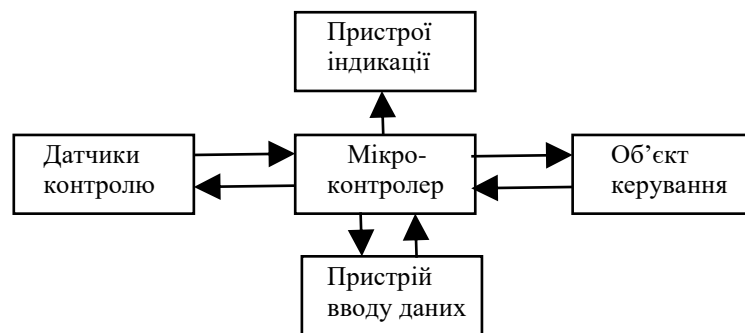 Пристрої
індикації
Датчики
контролю
Мікро-
контролер
Об’єкт
керування
Пристрій
вводу даних